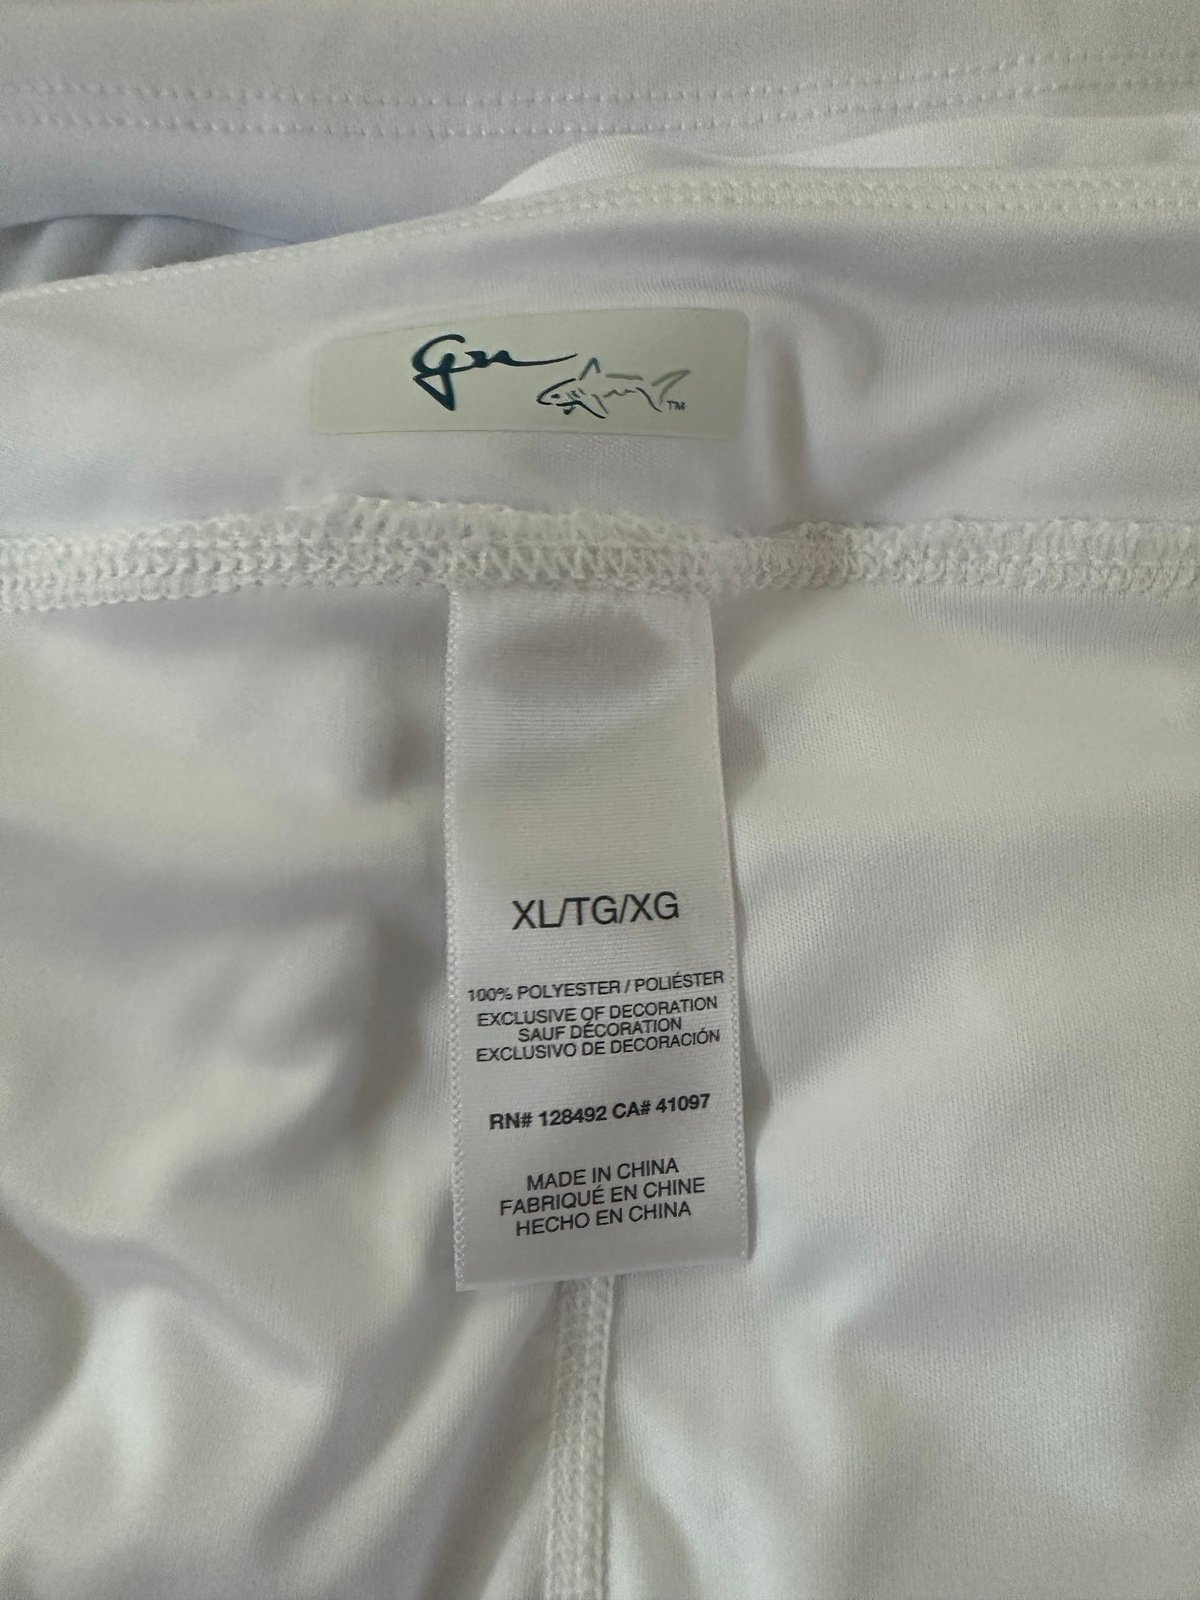 TM
XL/TG/XG
100% POLYESTER / POLIÉSTER
EXCLUSIVE OF DECORATION
SAUF DÉCORATION
EXCLUSIVO DE DECORACIÓN
RN# 128492 CA# 41097
MADE IN CHINA
FABRIQUÉ EN CHINE
HECHO EN CHINA